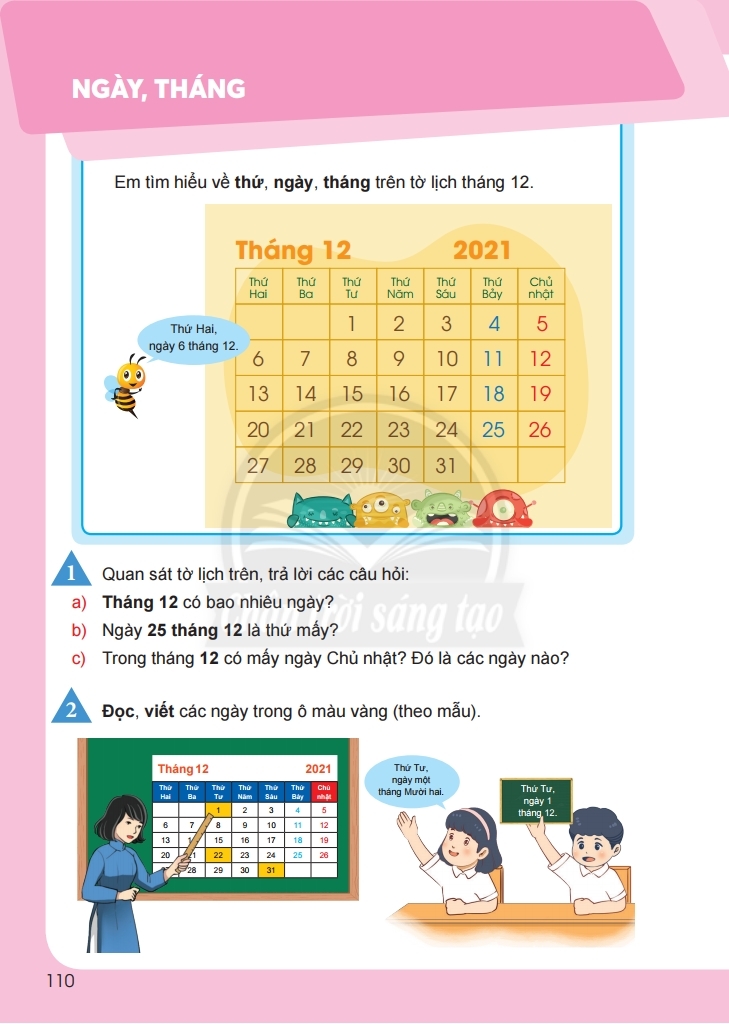 NGÀY, THÁNG
Em tìm hiểu về thứ, ngày, tháng trên tờ lịch tháng 12.
Tháng 12 2021
Thứ Hai Thứ Ba Thứ Tư Thứ Năm Thứ Sáu Thứ Bảy Chủ nhật
1 2 3 4 5
6 7 8 9 10 11 12
13 14 15 16 17 18 19
20 21 22 23 24 25 26
27 28 29 30 31
Thứ Hai,
ngày 6 tháng 12.
Chân trời sáng tạo
1 Quan sát tờ lịch trên, trả lời các câu hỏi:
a) Tháng 12 có bao nhiêu ngày?
b) Ngày 25 tháng 12 là thứ mấy?
c) Trong tháng 12 có mấy ngày Chủ nhật? Đó là các ngày nào?
2 Đọc, viết các ngày trong ô màu vàng (theo mẫu).
Tháng 12 2021
Thứ Hai Thứ Ba Thứ Tư Thứ Năm Thứ Sáu Thứ Bảy Chủ nhật
1 2 3 4 5
6 7 8 9 10 11 12
13 15 16 17 18 19
20 21 22 23 24 25 26
28 29 30 31
Thứ Tư,
ngày một
tháng Mười hai.
Thứ Tư,
ngày 1
tháng 12.
110